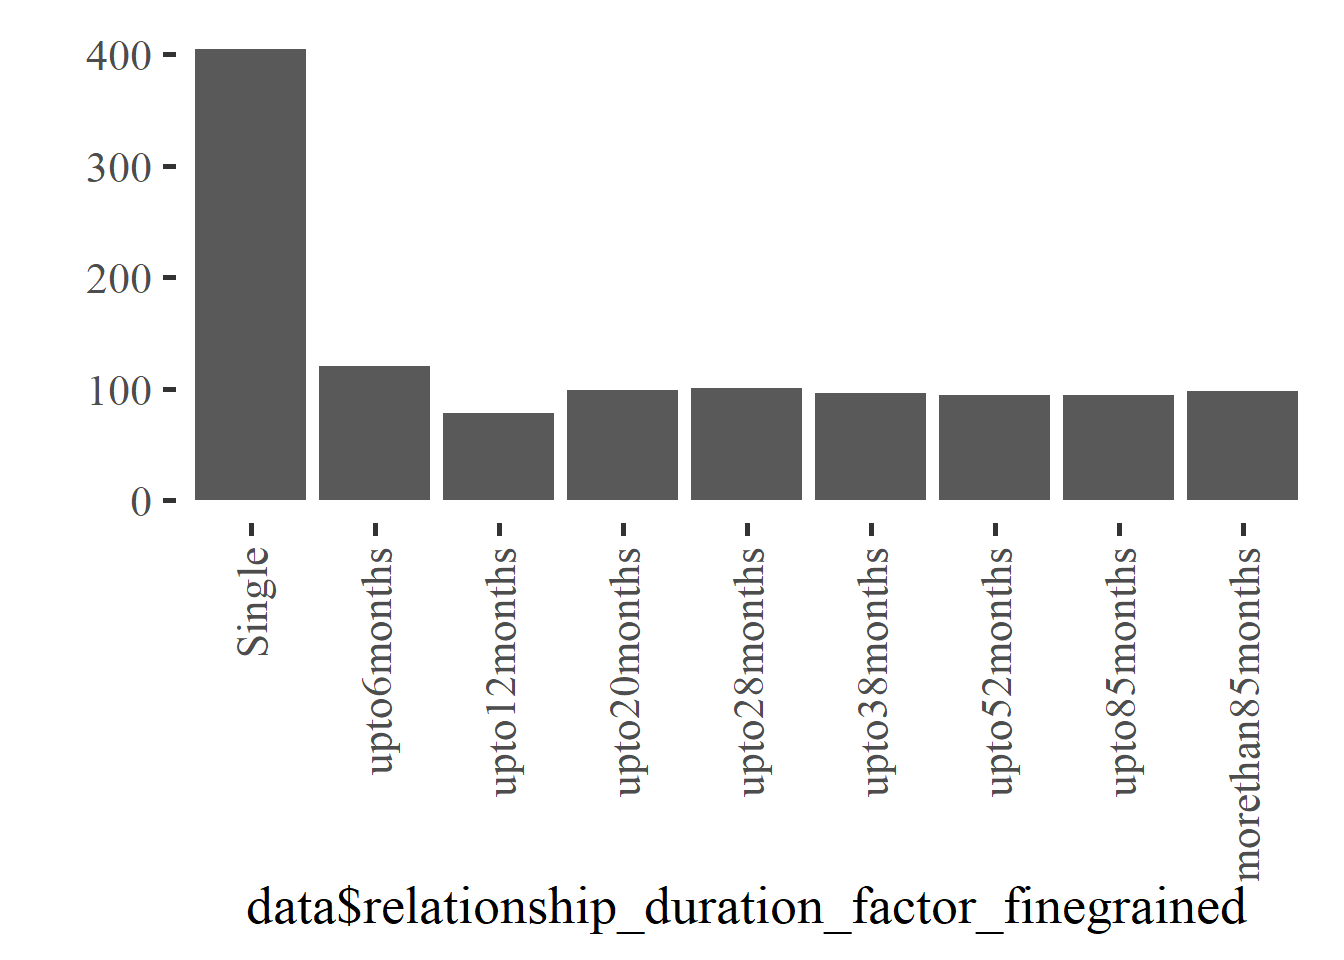 400
300
200
100
0
Single
upto6months
upto12months
upto20months
upto28months
upto38months
upto52months
upto85months
morethan85months
data$relationship_duration_factor_finegrained